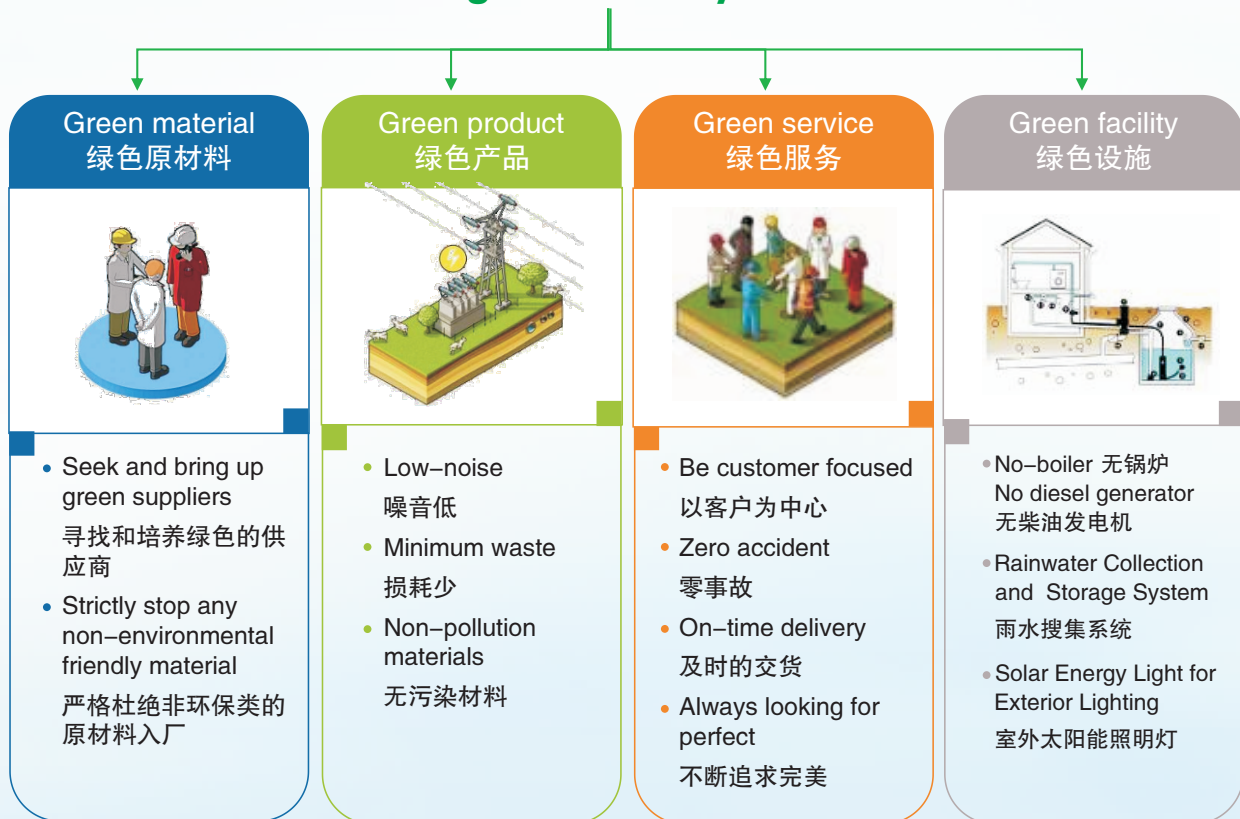 Green material
绿色原材料
Green product
绿色产品
Green service
绿色服务
Green facility
绿色设施
• Seek and bring up
green suppliers
寻找和培养绿色的供
应商
• Strictly stop any
non–environmental
friendly material
严格杜绝非环保类的
原材料入厂
• Low–noise
噪音低
• Minimum waste
损耗少
• Non–pollution
materials
无污染材料
• Be customer focused
以客户为中心
• Zero accident
零事故
• On–time delivery
及时的交货
• Always looking for
perfect
不断追求完美
• No–boiler 无锅炉
No diesel generator
无柴油发电机
• Rainwater Collection
and Storage System
雨水搜集系统
• Solar Energy Light for
Exterior Lighting
室外太阳能照明灯